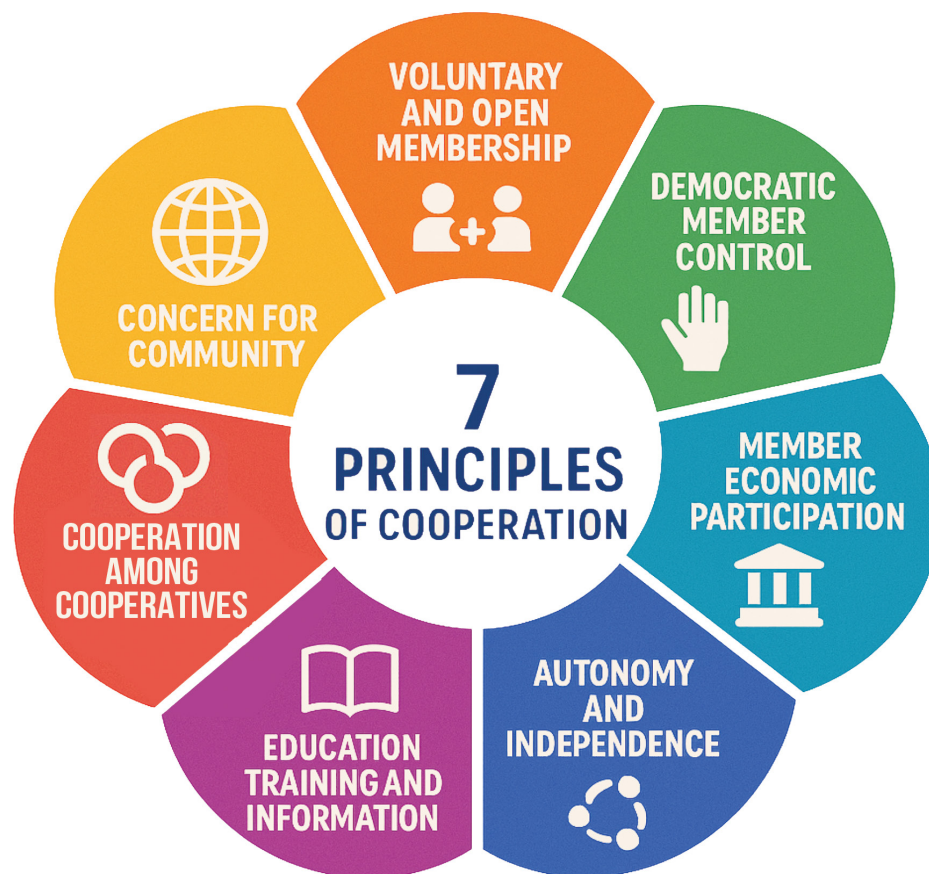 7
PRINCIPLES
OF COOPERATION
VOLUNTARY
AND OPEN
MEMBERSHIP
DEMOCRATIC
MEMBER
CONTROL
MEMBER
ECONOMIC
PARTICIPATION
AUTONOMY
AND
INDEPENDENCE
EDUCATION
TRAINING AND
INFORMATION
COOPERATION
AMONG
COOPERATIVES
CONCERN FOR
COMMUNITY